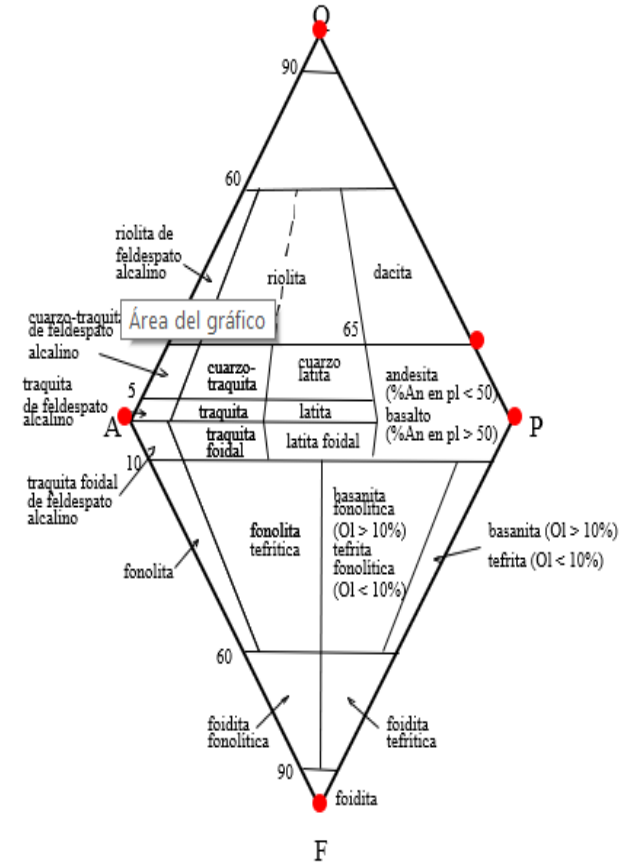 Q
90
60
riolita de
feldespato
alcalino
riolita
dacita
cuarzo-traquita
de feldespato
alcalino
Área del gráfico
65
cuarzo-
traquita
cuarzo
latita
andesita
(%An en pl < 50)
basalto
(%An en pl > 50)
traquita
de feldespato
alcalino
5
traquita
latita
A
P
traquita
foidal
latita foidal
10
traquita foidal
de feldespato
alcalino
fonolita
fonolita
tefrítica
basanita
fonolítica
(Ol > 10%)
tefrita
fonolítica
(Ol < 10%)
basanita (Ol > 10%)
tefrita (Ol < 10%)
60
foidita
fonolítica
foidita
tefrítica
90
foidita
F